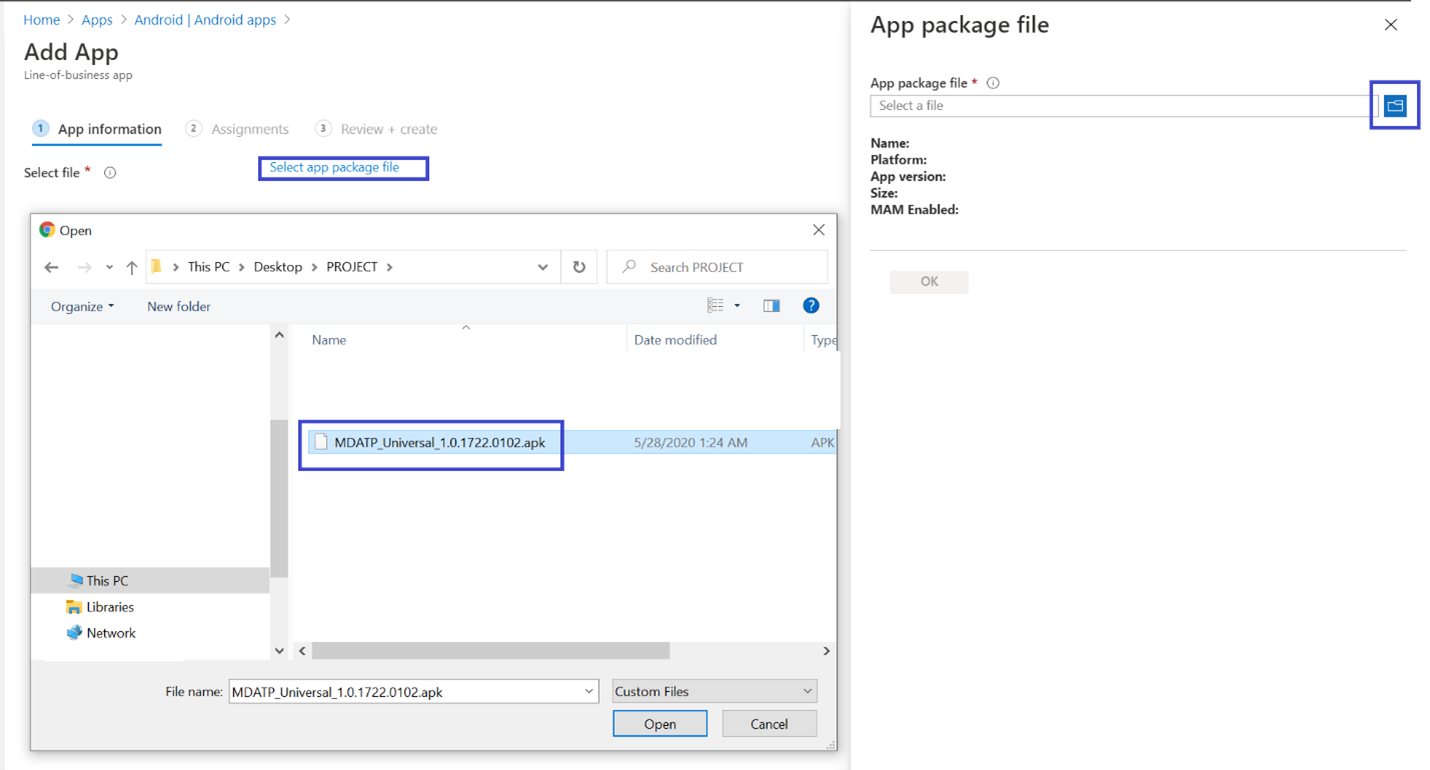 Home > Apps > Android | Android apps >
Add App
Line-of-business app
1 App information 2 Assignments 3 Review + create
Select file * Select app package file
Open
This PC > Desktop > PROJECT >
Search PROJECT
Organize New folder
Name Date modified Type
MDATP_Universal_1.0.1722.0102.apk 5/28/2020 1:24 AM APK
This PC
Libraries
Network
File name: MDATP_Universal_1.0.1722.0102.apk Custom Files
Open Cancel
App package file
App package file *
Select a file
Name:
Platform:
App version:
Size:
MAM Enabled:
OK